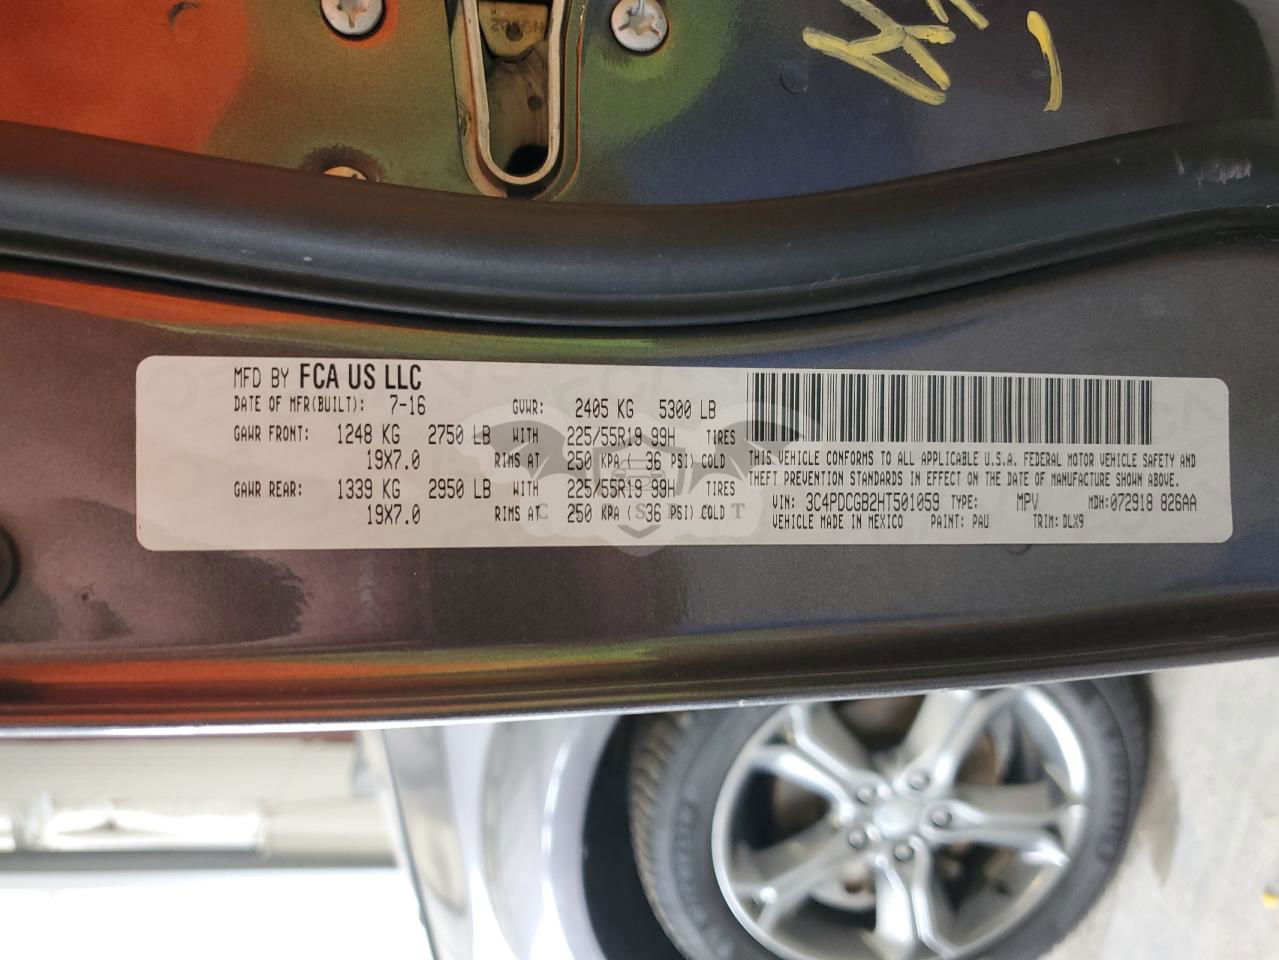 MFD BY FCA US LLC
DATE OF MFR(BUILT): 7-16 GVWR: 2405 KG 5300 LB
GAWR FRONT: 1248 KG 2750 LB WITH 225/55R19 99H TIRES
19X7.0 RIMS AT 250 KPA ( 36 PSI) COLD
GAWR REAR: 1339 KG 2950 LB WITH 225/55R19 99H TIRES
19X7.0 RIMS AT 250 KPA ( 36 PSI) COLD
THIS VEHICLE CONFORMS TO ALL APPLICABLE U.S.A. FEDERAL MOTOR VEHICLE SAFETY AND
THEFT PREVENTION STANDARDS IN EFFECT ON THE DATE OF MANUFACTURE SHOWN ABOVE.
VIN: 3C4PDCGB2HT501059 TYPE: MPV MDH:072918 826AA
VEHICLE MADE IN MEXICO PAINT: PAU TRIM: DLX9